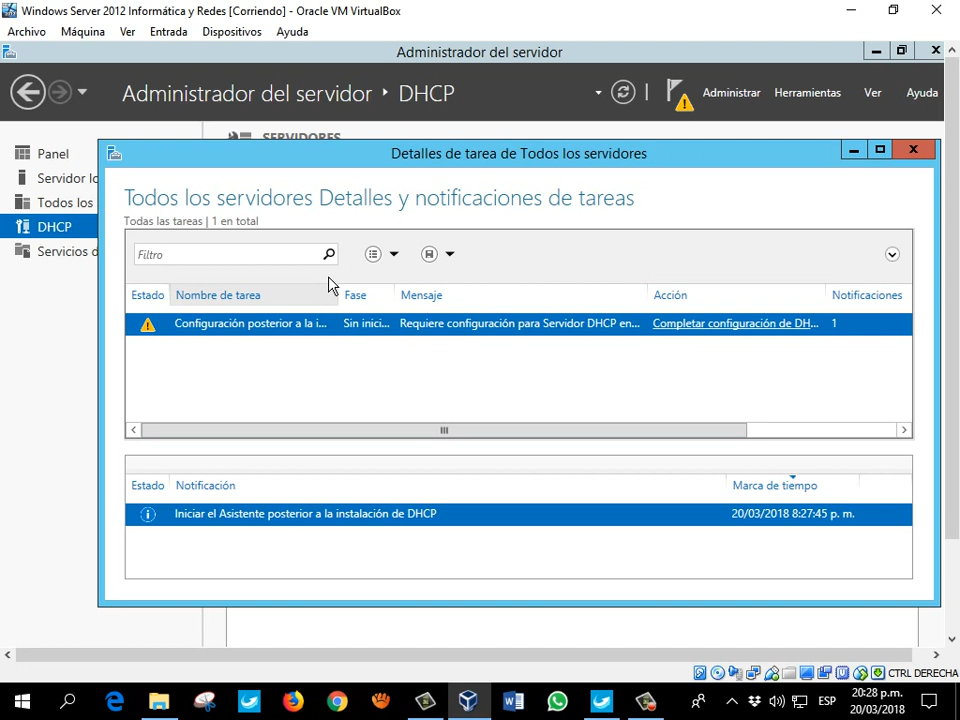 Windows Server 2012 Informática y Redes [Corriendo] - Oracle VM VirtualBox
Archivo Máquina Ver Entrada Dispositivos Ayuda
Administrador del servidor
Administrador del servidor ‣ DHCP
Administrar Herramientas Ver Ayuda
Panel
Servidor lo
Todos los
DHCP
Servicios d
SERVIDORES
Detalles de tarea de Todos los servidores
Todos los servidores Detalles y notificaciones de tareas
Todas las tareas | 1 en total
Filtro
Estado Nombre de tarea Fase Mensaje Acción Notificaciones
Configuración posterior a la i... Sin inici... Requiere configuración para Servidor DHCP en... Completar configuración de DH... 1
Estado Notificación Marca de tiempo
Iniciar el Asistente posterior a la instalación de DHCP 20/03/2018 8:27:45 p. m.
CTRL DERECHA
ESP
20:28 p.m.
20/03/2018